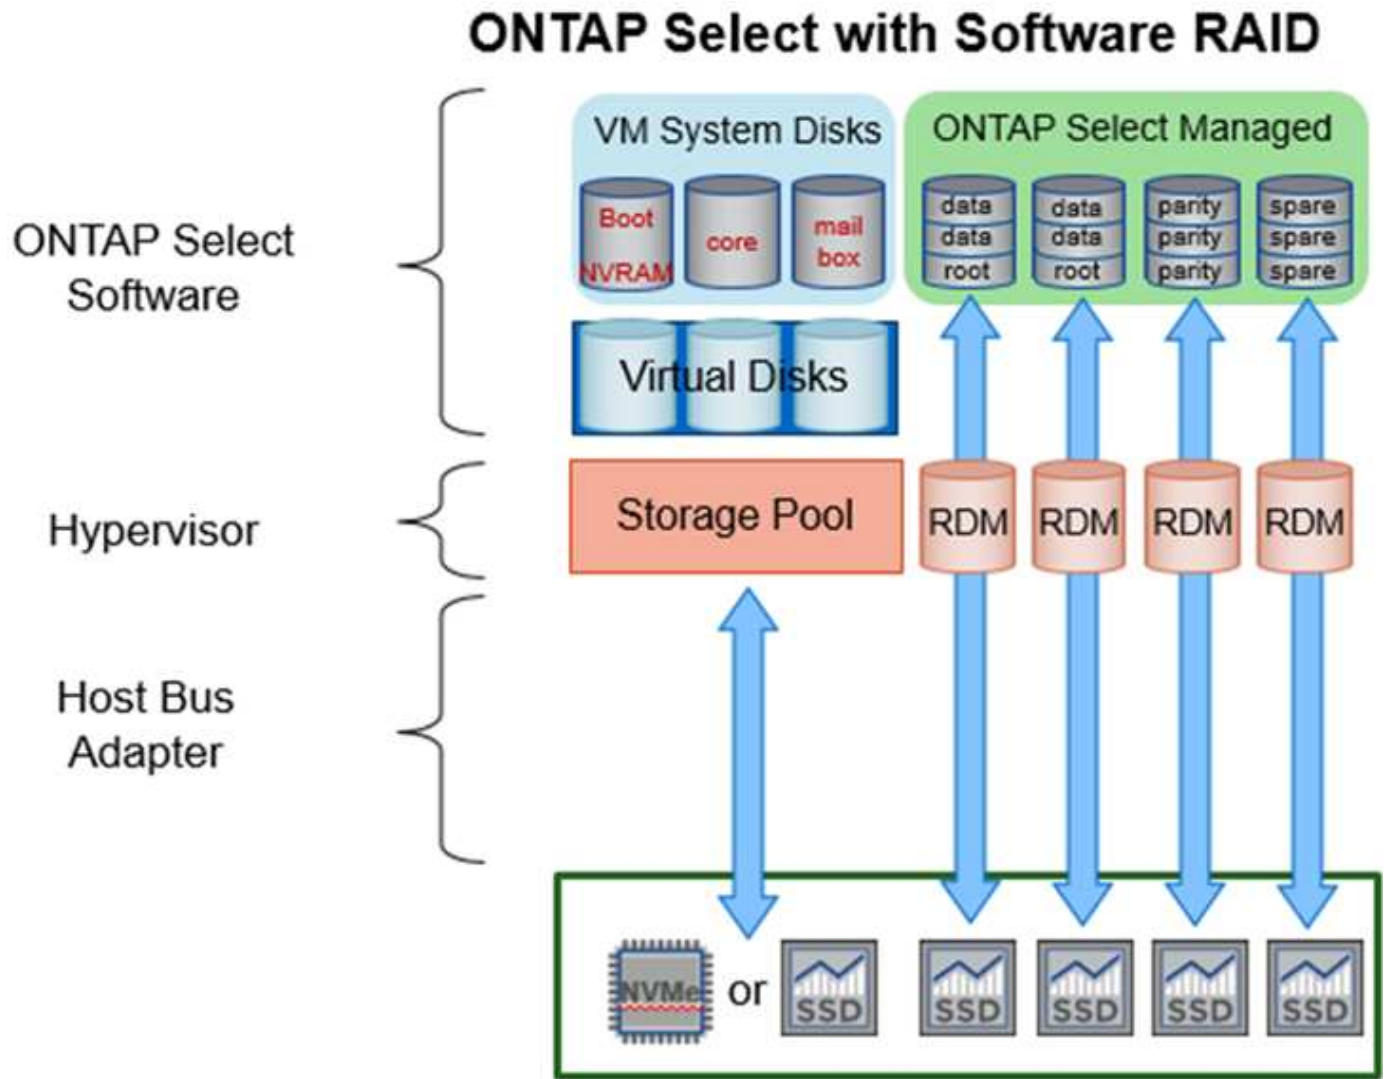 ONTAP Select with Software RAID
VM System Disks
ONTAP Select Managed
Boot
NVRAM
core
mail
box
data
data
root
data
data
root
parity
parity
parity
spare
spare
spare
ONTAP Select
Software
Virtual Disks
Hypervisor
Storage Pool
RDM
RDM
RDM
RDM
Host Bus
Adapter
NVMe
or
SSD
SSD
SSD
SSD
SSD